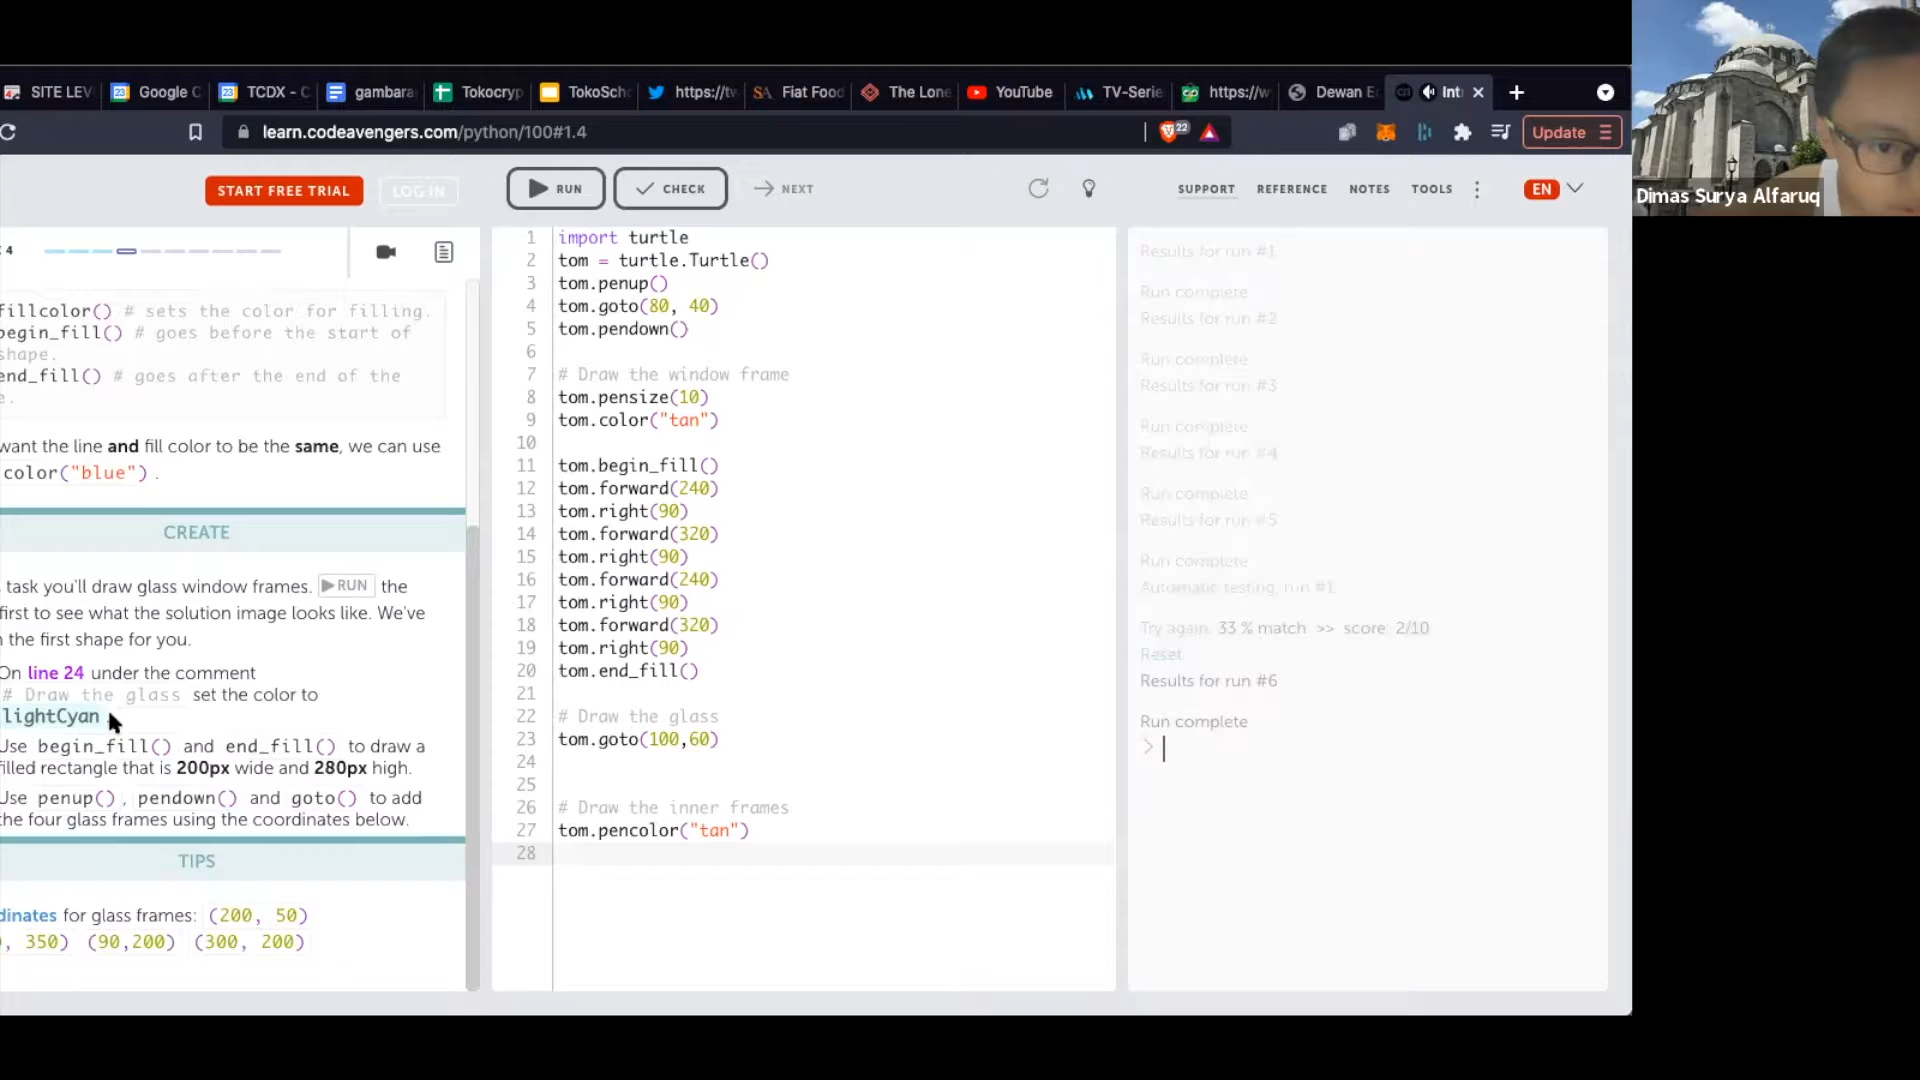 SITE LEV
Google C
TCDX - C
gambara
Tokocryp
TokoSch
https://tw
SA Fiat Food
The Lone
YouTube
TV-Serie
https://w
Dewan E
Int
learn.codeavengers.com/python/100#1.4
22
Update
START FREE TRIAL
LOG IN
RUN
CHECK
NEXT
SUPPORT
REFERENCE
NOTES
TOOLS
EN
Dimas Surya Alfaruq
4
fillcolor() # sets the color for filling.
begin_fill() # goes before the start of
shape.
end_fill() # goes after the end of the
e.
want the line and fill color to be the same, we can use
color("blue") .
CREATE
task you'll draw glass window frames. RUN the
first to see what the solution image looks like. We've
the first shape for you.
On line 24 under the comment
# Draw the glass set the color to
lightCyan
Use begin_fill() and end_fill() to draw a
filled rectangle that is 200px wide and 280px high.
Use penup(), pendown() and goto() to add
the four glass frames using the coordinates below.
TIPS
dinates for glass frames: (200, 50)
, 350) (90,200) (300, 200)
1 import turtle
2 tom = turtle.Turtle()
3 tom.penup()
4 tom.goto(80, 40)
5 tom.pendown()
6
7 # Draw the window frame
8 tom.pensize(10)
9 tom.color("tan")
10
11 tom.begin_fill()
12 tom.forward(240)
13 tom.right(90)
14 tom.forward(320)
15 tom.right(90)
16 tom.forward(240)
17 tom.right(90)
18 tom.forward(320)
19 tom.right(90)
20 tom.end_fill()
21
22 # Draw the glass
23 tom.goto(100,60)
24
25
26 # Draw the inner frames
27 tom.pencolor("tan")
28
Results for run #1
Run complete
Results for run #2
Run complete
Results for run #3
Run complete
Results for run #4
Run complete
Results for run #5
Run complete
Automatic testing, run #1
Try again. 33 % match >> score: 2/10
Reset
Results for run #6
Run complete
>